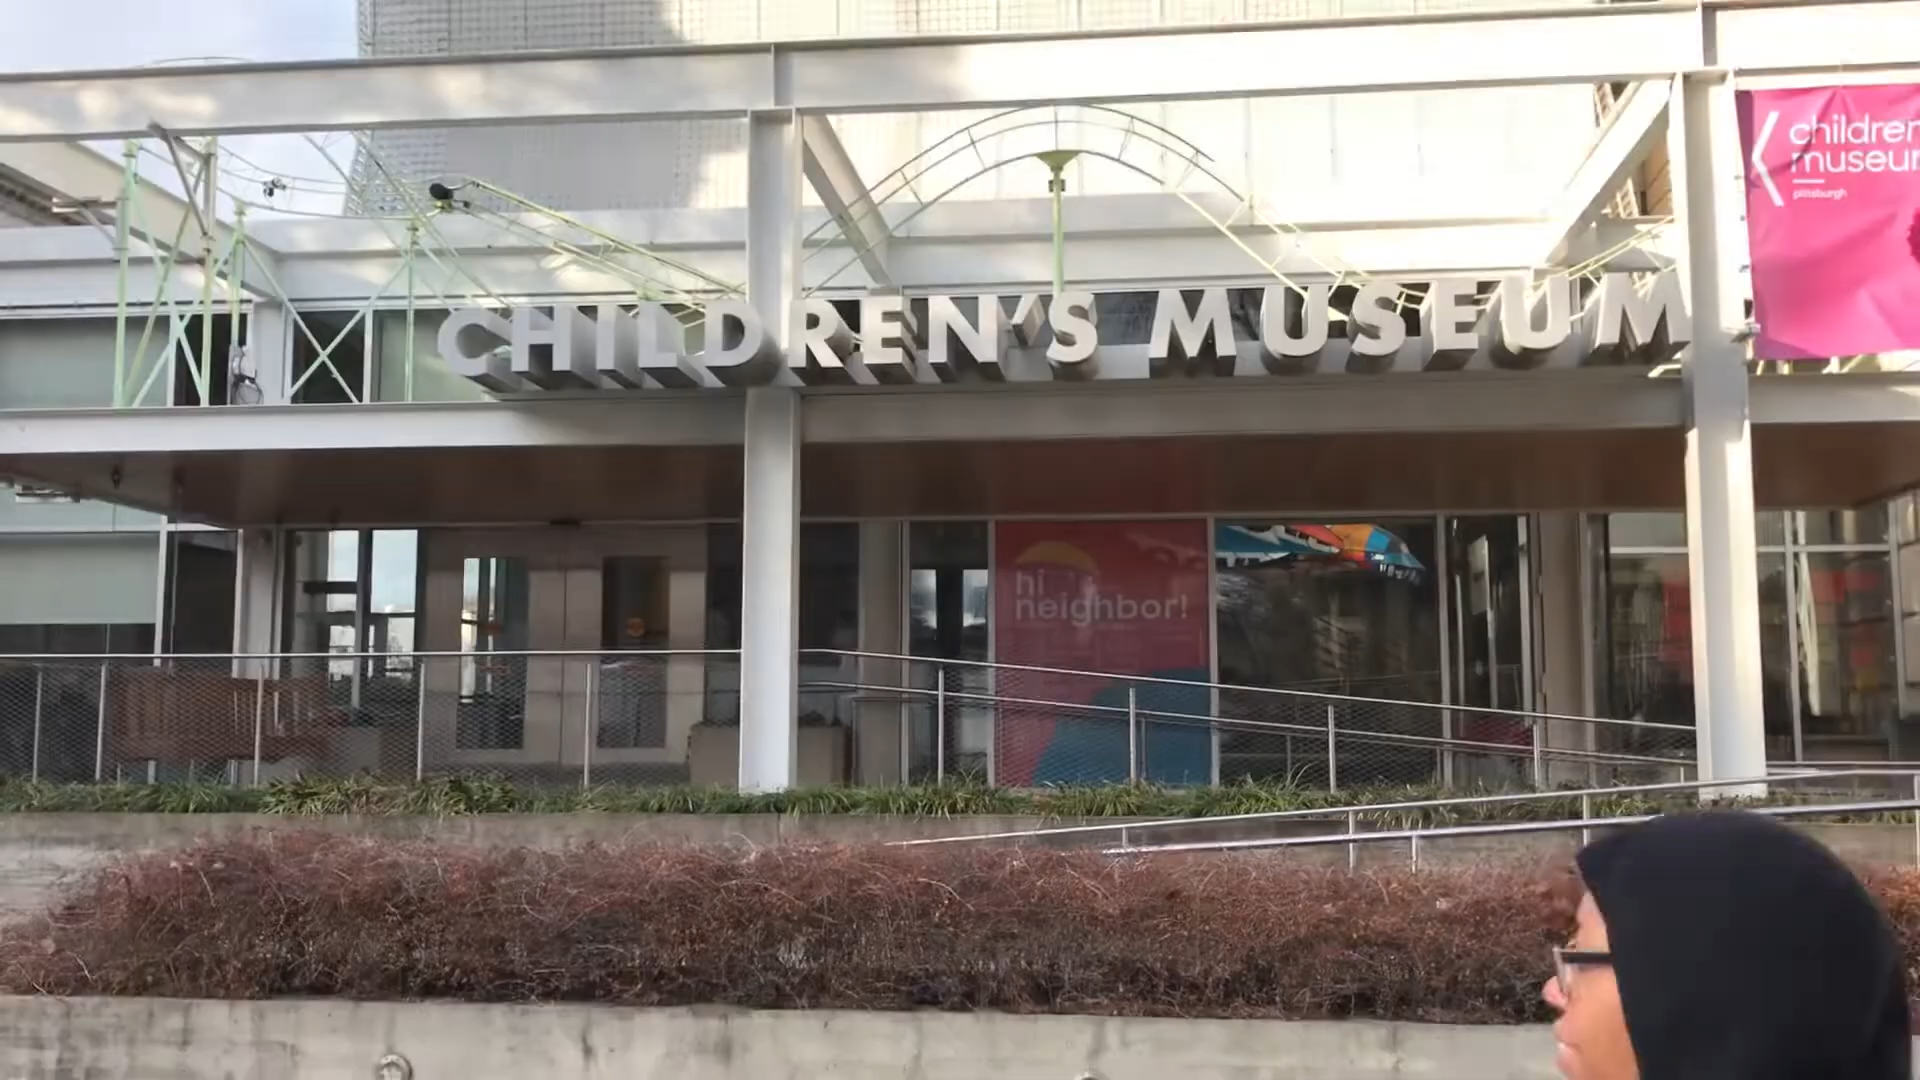 CHILDREN'S MUSEUM
children
museum
pittsburgh
hi
neighbor!